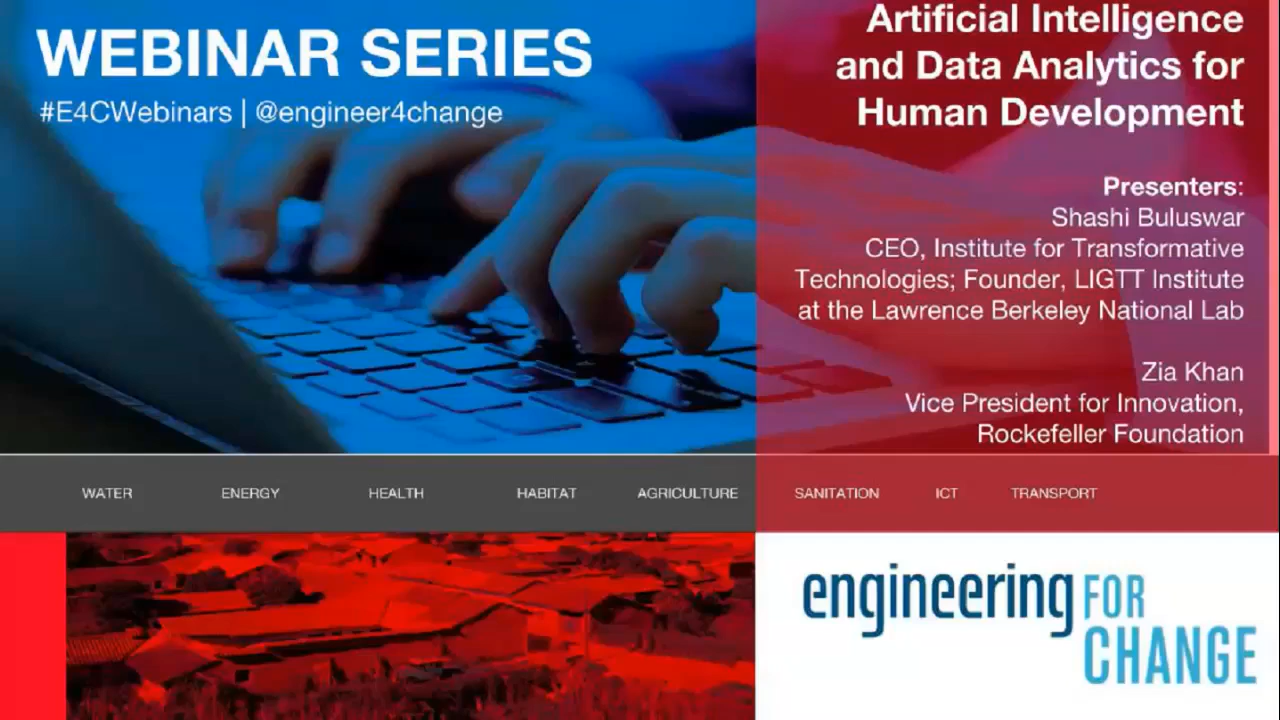 WEBINAR SERIES
#E4CWebinars | @engineer4change
Artificial Intelligence
and Data Analytics for
Human Development
Presenters:
Shashi Buluswar
CEO, Institute for Transformative
Technologies; Founder, LIGTT Institute
at the Lawrence Berkeley National Lab
Zia Khan
Vice President for Innovation,
Rockefeller Foundation
WATER ENERGY HEALTH HABITAT AGRICULTURE SANITATION ICT TRANSPORT
engineering FOR
CHANGE